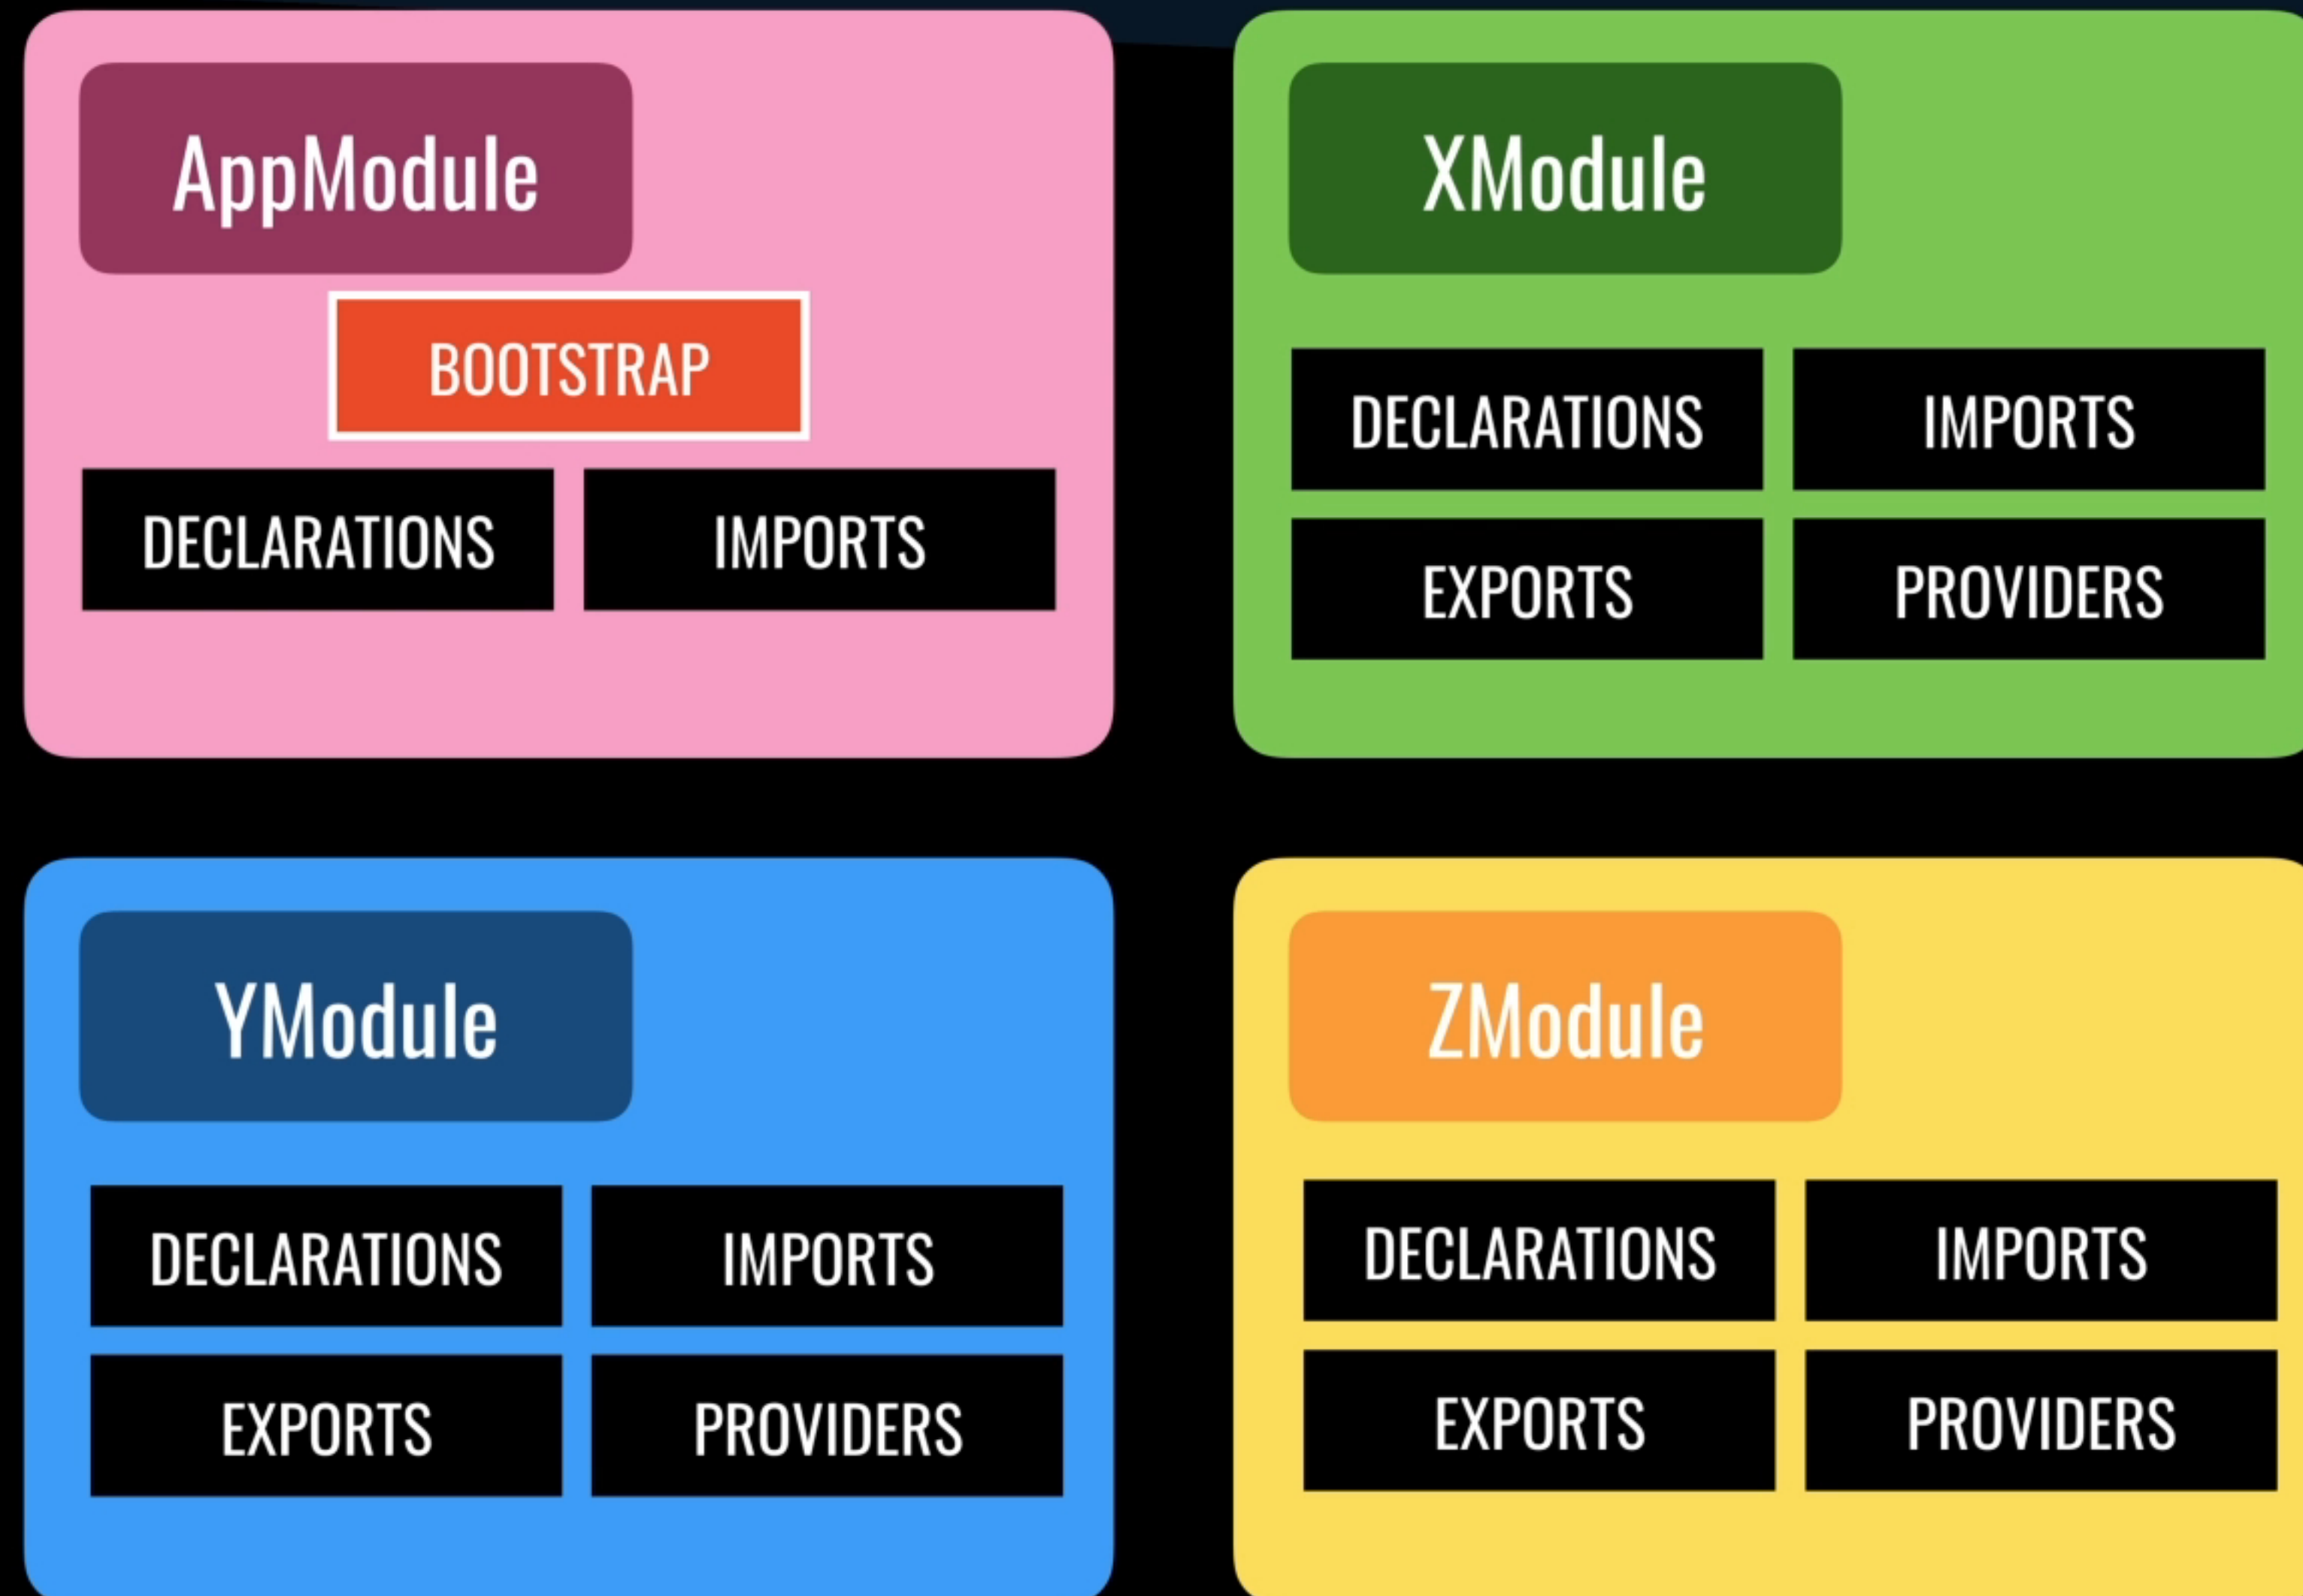 AppModule
BOOTSTRAP
DECLARATIONS IMPORTS
XModule
DECLARATIONS IMPORTS
EXPORTS PROVIDERS
YModule
DECLARATIONS IMPORTS
EXPORTS PROVIDERS
ZModule
DECLARATIONS IMPORTS
EXPORTS PROVIDERS